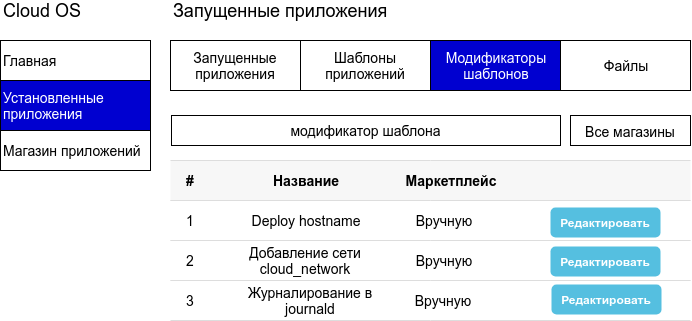 Cloud OS
Запущенные приложения
Главная
Установленные
приложения
Магазин приложений
Запущенные
приложения
Шаблоны
приложений
Модификаторы
шаблонов
Файлы
модификатор шаблона
Все магазины
# Название Маркетплейс
1 Deploy hostname Вручную Редактировать
2 Добавление сети
cloud_network Вручную Редактировать
3 Журналирование в
journald Вручную Редактировать